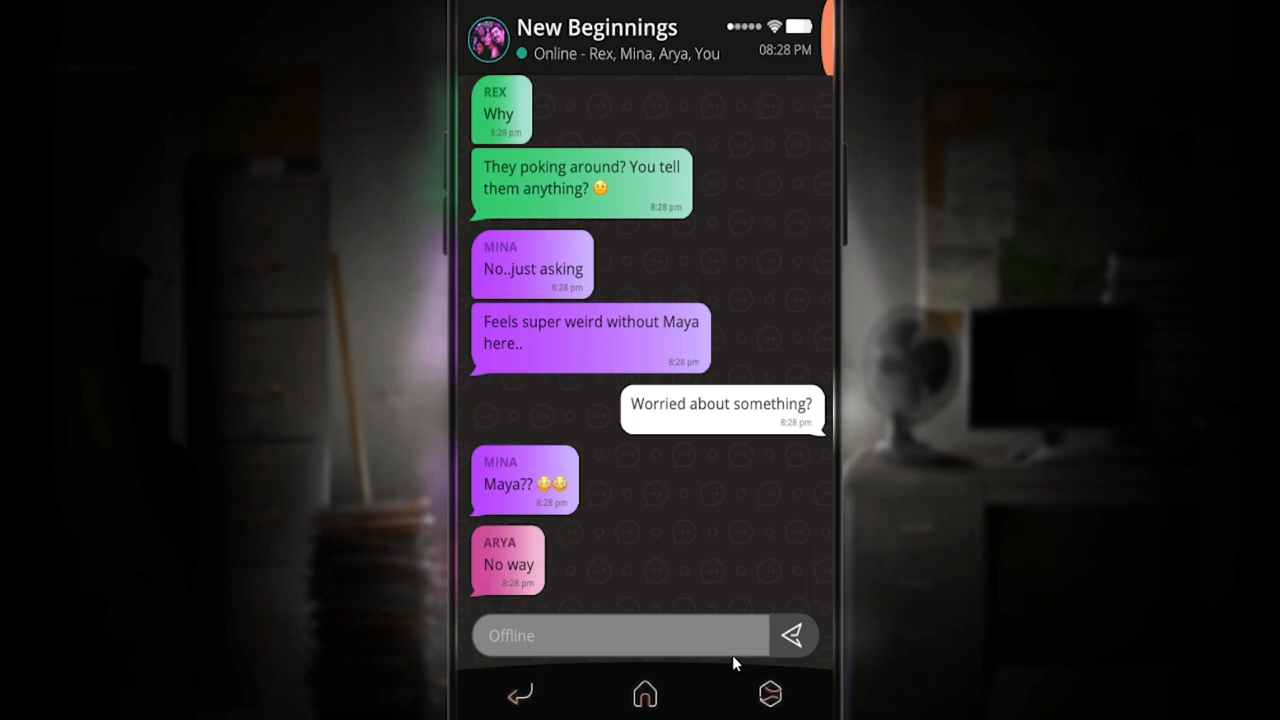 New Beginnings
08:28 PM
Online - Rex, Mina, Arya, You
REX
Why
8:28 pm
They poking around? You tell
them anything? 🤨
8:28 pm
MINA
No..just asking
8:28 pm
Feels super weird without Maya
here..
8:28 pm
Worried about something?
8:28 pm
MINA
Maya?? 😳😳
8:28 pm
ARYA
No way
8:28 pm
Offline